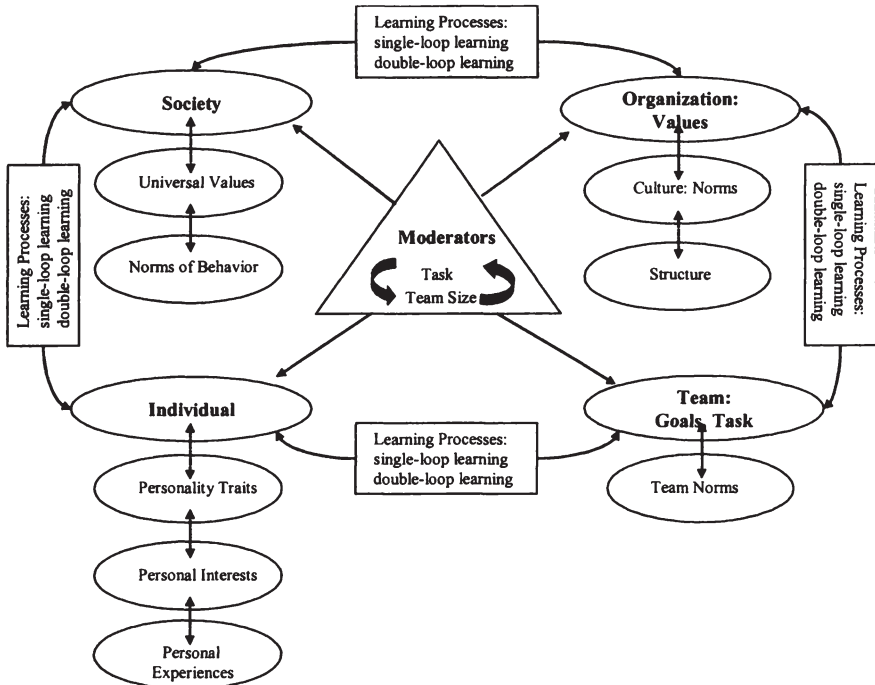 Learning Processes:
single-loop learning
double-loop learning
Society
Organization:
Values
Universal Values
Culture: Norms
Norms of Behavior
Structure
Learning Processes:
single-loop learning
double-loop learning
Moderators
Task
Team Size
Learning Processes:
single-loop learning
double-loop learning
Individual
Team:
Goals, Task
Learning Processes:
single-loop learning
double-loop learning
Personality Traits
Team Norms
Personal Interests
Personal
Experiences